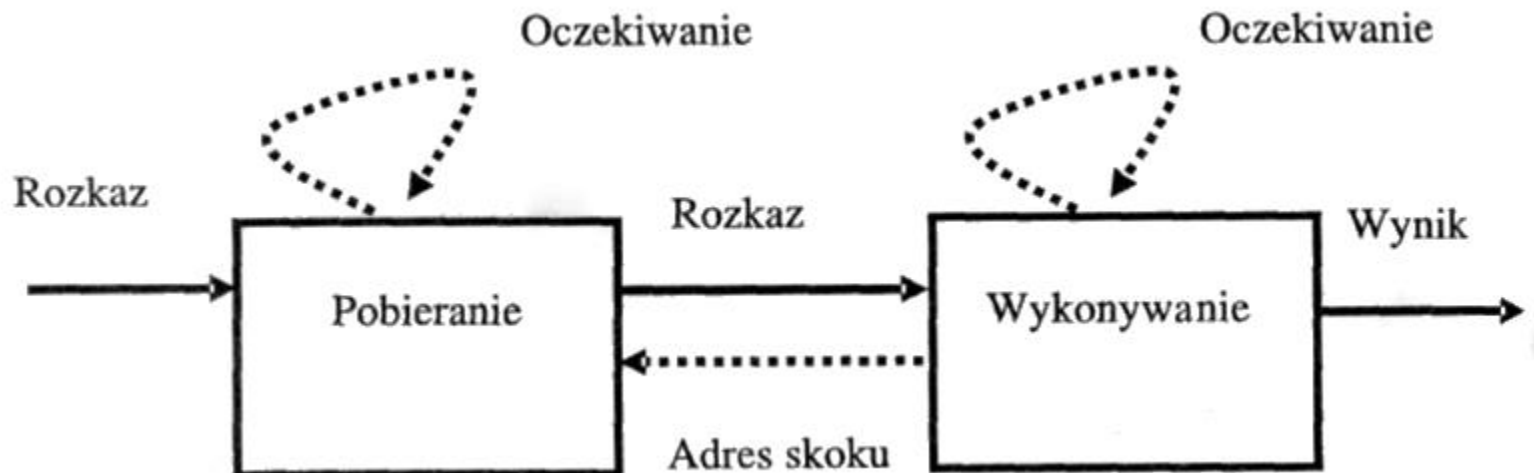 Oczekiwanie
Oczekiwanie
Rozkaz
Rozkaz
Wynik
Pobieranie
Wykonywanie
Adres skoku